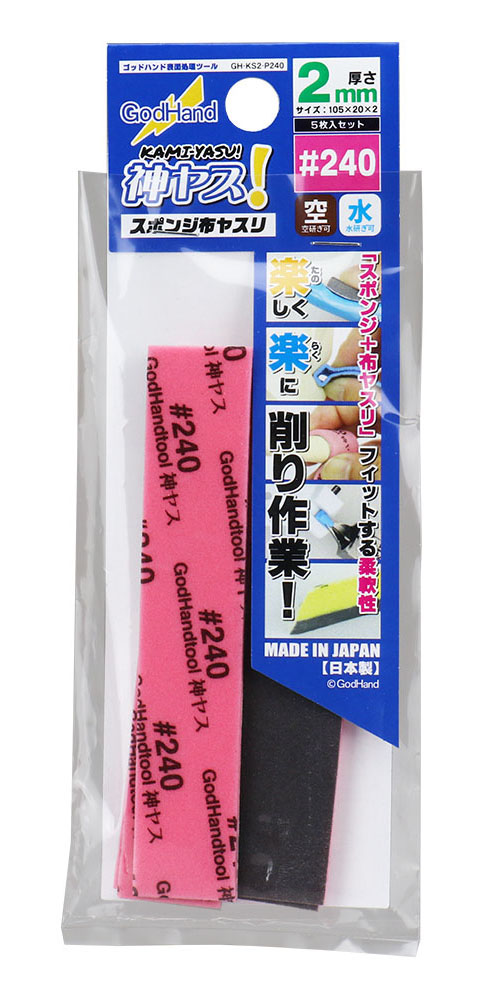 ゴッドハンド表面処理ツール GH-KS2-P240
GodHand
KAMI-YASU!
神ヤス!
スポンジ布ヤスリ
2mm
厚さ
サイズ:105×20×2
5枚入セット
#240
空
空研ぎ可
水
水研ぎ可
「スポンジ+布ヤスリ」フィットする柔軟性
楽しく
たの
楽に
らく
削り作業!
MADE IN JAPAN
【日本製】
©GodHand
#240
GodHandtool 神ヤス
#240
GodHandtool 神ヤス
#240
GodHandtool 神ヤス